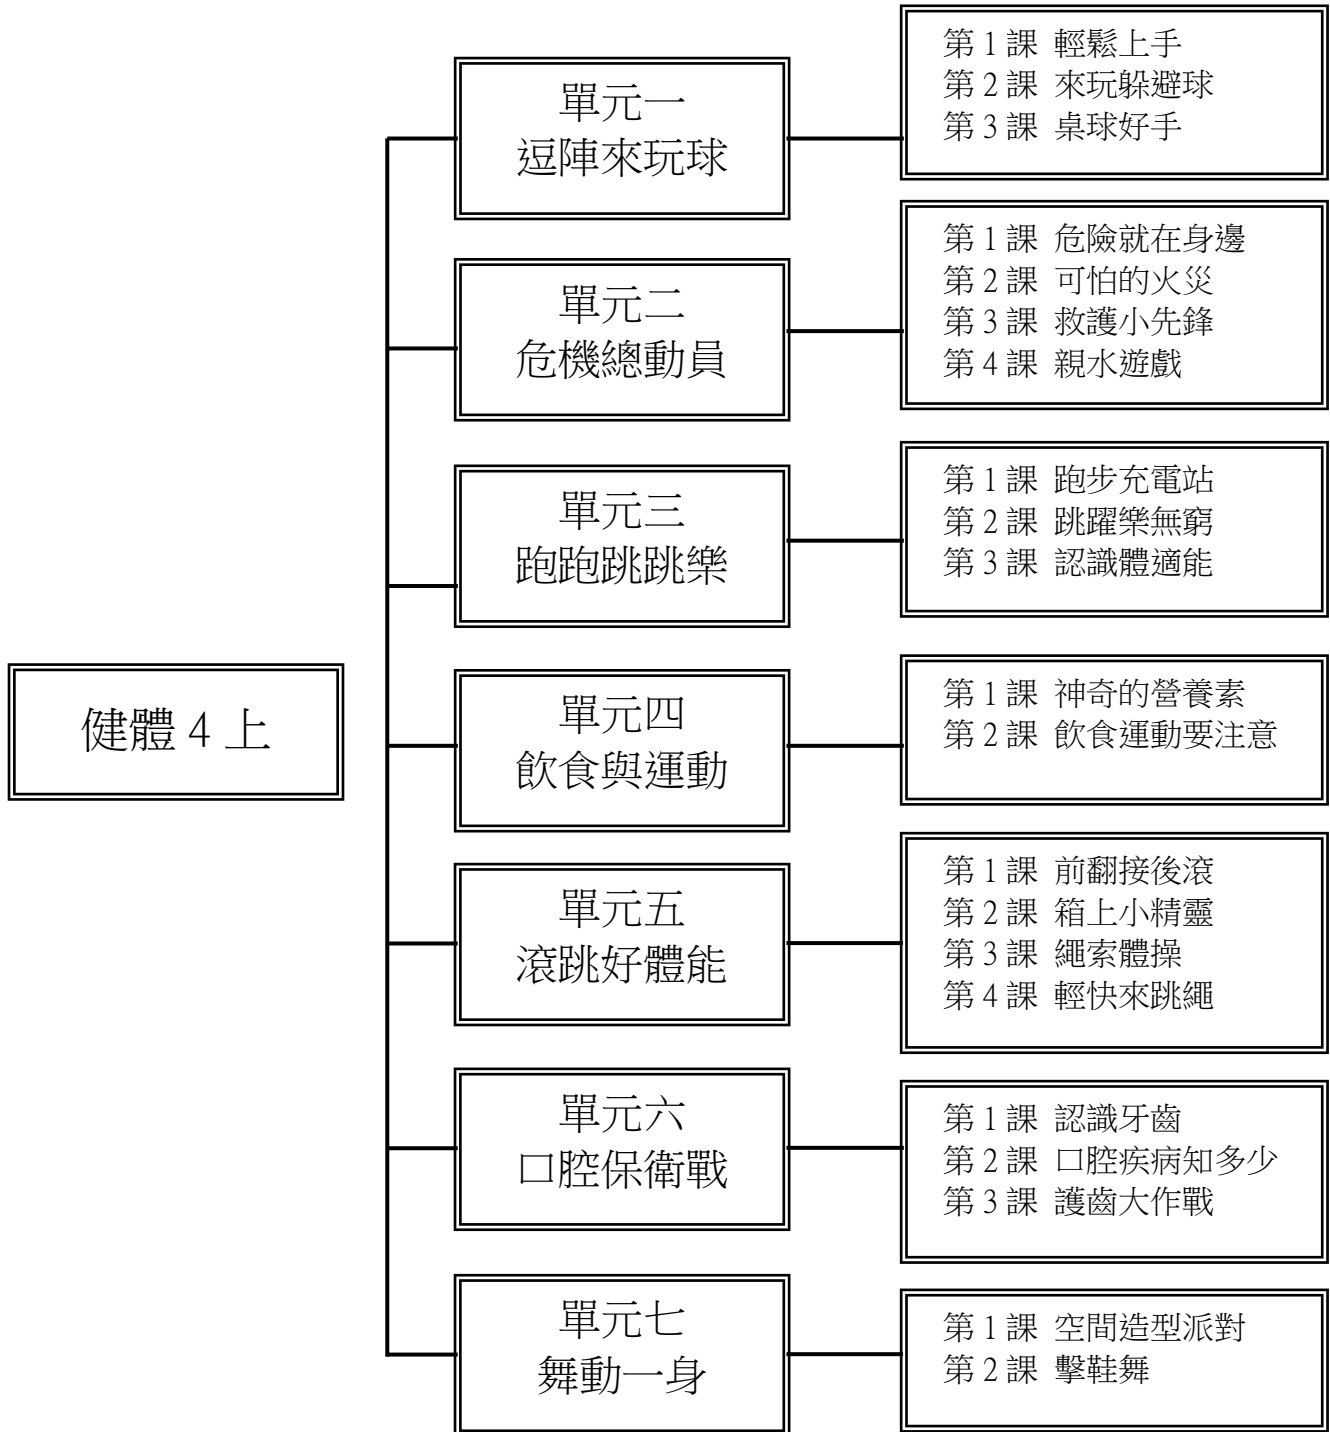 健體 4 上
單元一
逗陣來玩球
第 1 課 輕鬆上手
第 2 課 來玩躲避球
第 3 課 桌球好手
單元二
危機總動員
第 1 課 危險就在身邊
第 2 課 可怕的火災
第 3 課 救護小先鋒
第 4 課 親水遊戲
單元三
跑跑跳跳樂
第 1 課 跑步充電站
第 2 課 跳躍樂無窮
第 3 課 認識體適能
單元四
飲食與運動
第 1 課 神奇的營養素
第 2 課 飲食運動要注意
單元五
滾跳好體能
第 1 課 前翻接後滾
第 2 課 箱上小精靈
第 3 課 繩索體操
第 4 課 輕快來跳繩
單元六
口腔保衛戰
第 1 課 認識牙齒
第 2 課 口腔疾病知多少
第 3 課 護齒大作戰
單元七
舞動一身
第 1 課 空間造型派對
第 2 課 擊鞋舞